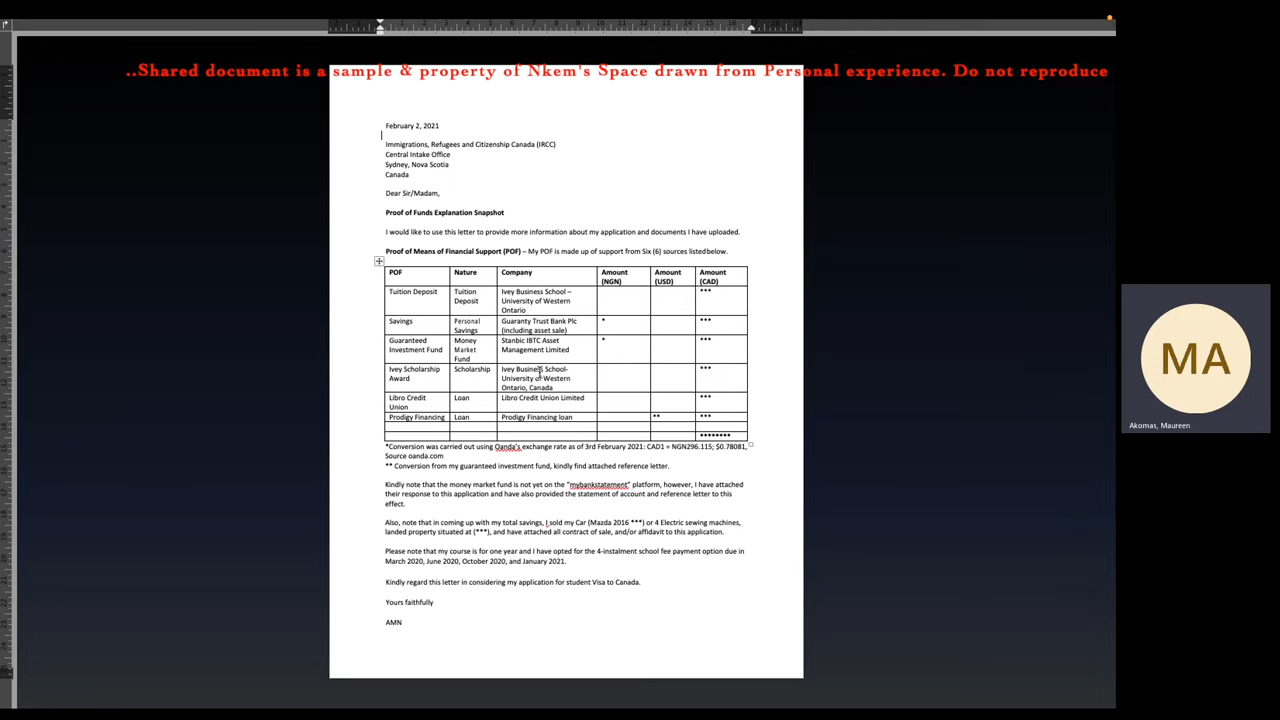 ..Shared document is a sample & property of Nkem's Space drawn from Personal experience. Do not reproduce
February 2, 2021
Immigrations, Refugees and Citizenship Canada (IRCC)
Central Intake Office
Sydney, Nova Scotia
Canada
Dear Sir/Madam,
Proof of Funds Explanation Snapshot
I would like to use this letter to provide more information about my application and documents I have uploaded.
Proof of Means of Financial Support (POF) – My POF is made up of support from Six (6) sources listed below.
POF Nature Company Amount (NGN) Amount (USD) Amount (CAD)
Tuition Deposit Tuition Deposit Ivey Business School – University of Western Ontario ***
Savings Personal Savings Guaranty Trust Bank Plc (including asset sale) * ***
Guaranteed Investment Fund Money Market Fund Stanbic IBTC Asset Management Limited * ***
Ivey Scholarship Award Scholarship Ivey Business School- University of Western Ontario, Canada ***
Libro Credit Union Loan Libro Credit Union Limited ***
Prodigy Financing Loan Prodigy Financing loan ** ***
********
*Conversion was carried out using Oanda's exchange rate as of 3rd February 2021: CAD1 = NGN296.115; $0.78081,
Source oanda.com
** Conversion from my guaranteed investment fund, kindly find attached reference letter.
Kindly note that the money market fund is not yet on the "mybankstatement" platform, however, I have attached
their response to this application and have also provided the statement of account and reference letter to this
effect.
Also, note that in coming up with my total savings, I sold my Car (Mazda 2016 ***) or 4 Electric sewing machines,
landed property situated at (***), and have attached all contract of sale, and/or affidavit to this application.
Please note that my course is for one year and I have opted for the 4-instalment school fee payment option due in
March 2020, June 2020, October 2020, and January 2021.
Kindly regard this letter in considering my application for student Visa to Canada.
Yours faithfully
AMN
MA
Akomas, Maureen